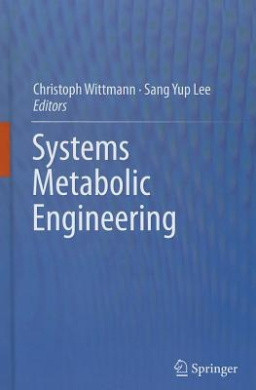 Christoph Wittmann · Sang Yup Lee
Editors
Systems
Metabolic
Engineering
Springer